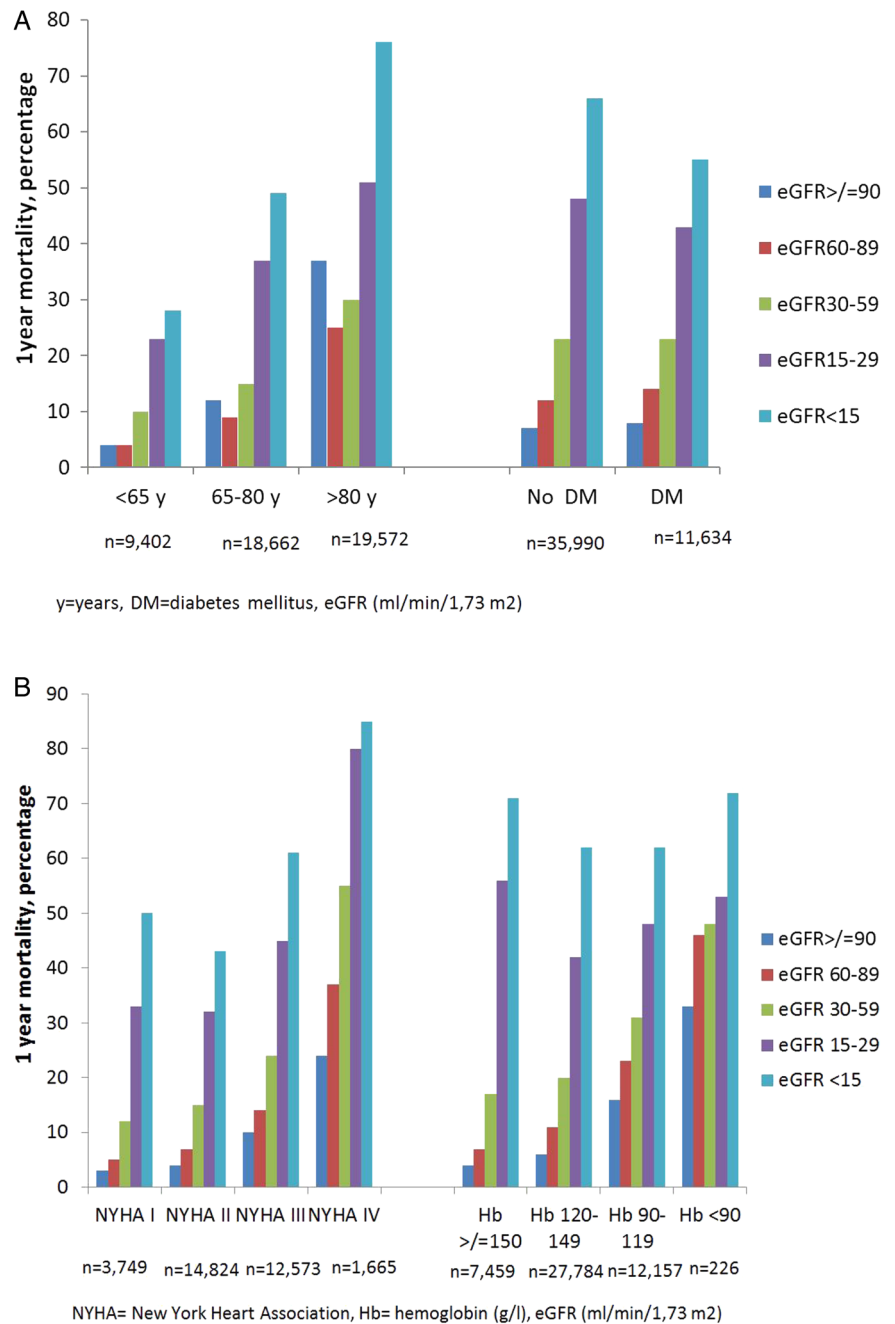 A
80
70
60
50
40
30
20
10
0
1year mortality, percentage
<65 y 65-80 y >80 y No DM DM
n=9,402 n=18,662 n=19,572 n=35,990 n=11,634
eGFR>/=90
eGFR60-89
eGFR30-59
eGFR15-29
eGFR<15
y=years, DM=diabetes mellitus, eGFR (ml/min/1,73 m2)
B
90
80
70
60
50
40
30
20
10
0
1 year mortality, percentage
NYHA I NYHA II NYHA III NYHA IV Hb Hb 120- Hb 90- Hb <90
>/=150 149 119
n=3,749 n=14,824 n=12,573 n=1,665 n=7,459 n=27,784 n=12,157 n=226
eGFR>/=90
eGFR 60-89
eGFR 30-59
eGFR 15-29
eGFR <15
NYHA= New York Heart Association, Hb= hemoglobin (g/l), eGFR (ml/min/1,73 m2)